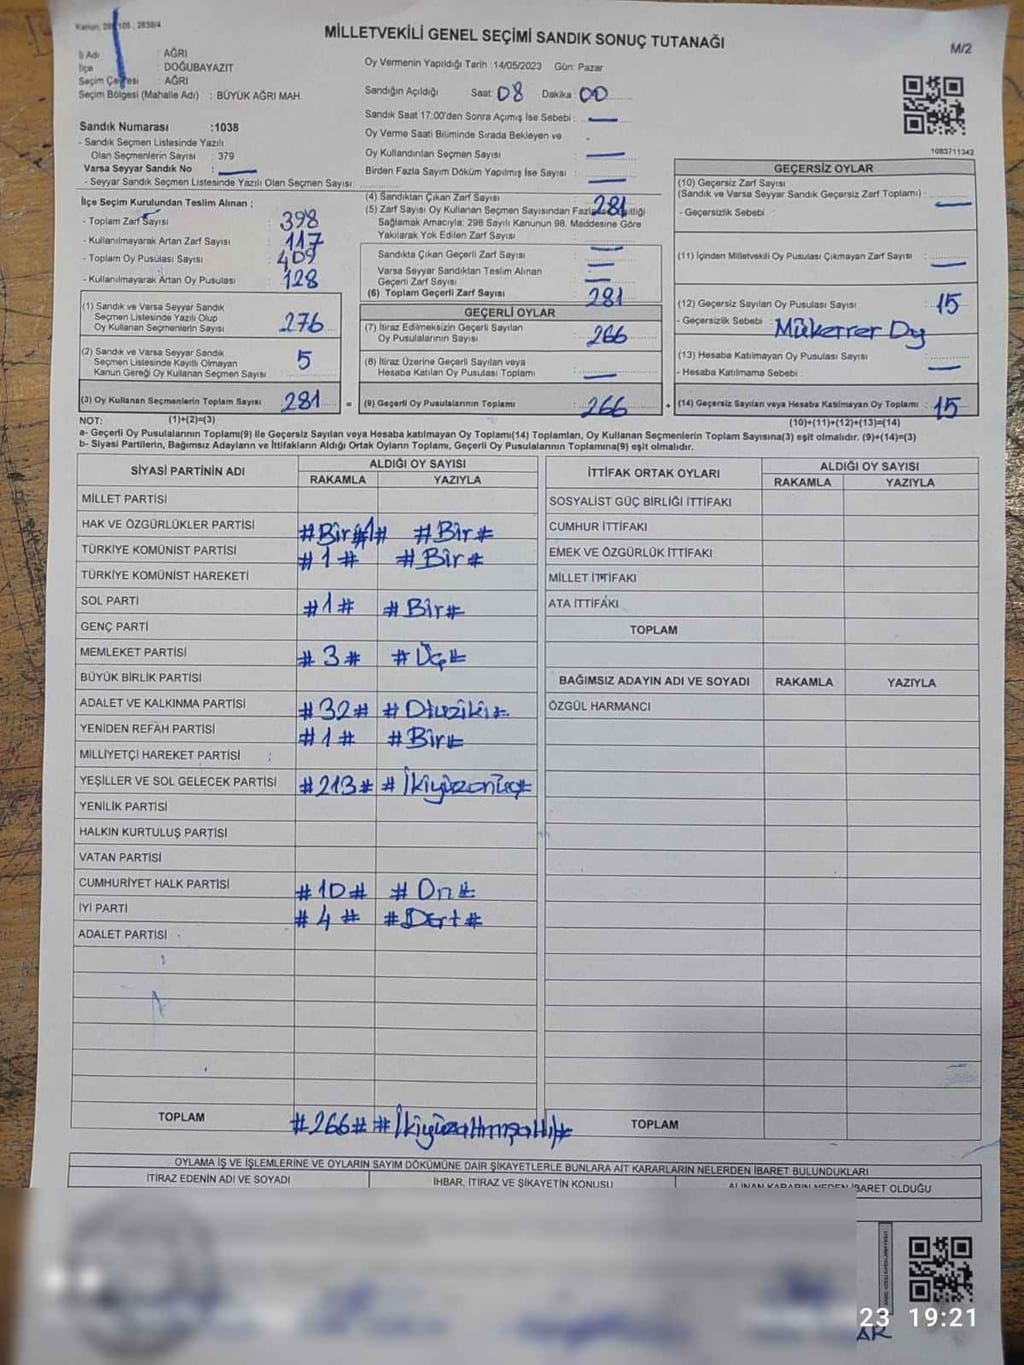 MİLLETVEKİLİ GENEL SEÇİMİ SANDIK SONUÇ TUTANAĞI
M/2
İl Adı : AĞRI
İlçe : DOĞUBAYAZIT
Seçim Çevresi : AĞRI
Seçim Bölgesi (Mahalle Adı) : BÜYÜK AĞRI MAH.
Oy Vermenin Yapıldığı Tarih : 14/05/2023 Gün: Pazar
Sandığın Açıldığı Saat: 08 Dakika : 00
Sandık Saat 17:00'den Sonra Açımış İse Sebebi :
Oy Verme Saati Bitiminde Sırada Bekleyen ve
Oy Kullandırılan Seçmen Sayısı
Birden Fazla Sayım Döküm Yapılmış İse Sayısı :
Sandık Numarası :1038
- Sandık Seçmen Listesinde Yazılı
Olan Seçmenlerin Sayısı : 379
Varsa Seyyar Sandık No :
- Seyyar Sandık Seçmen Listesinde Yazılı Olan Seçmen Sayısı:
1083711342
İlçe Seçim Kurulundan Teslim Alınan :
- Toplam Zarf Sayısı 398
- Kullanılmayarak Artan Zarf Sayısı 117
- Toplam Oy Pusulası Sayısı 409
- Kullanılmayarak Artan Oy Pusulası 128
(1) Sandık ve Varsa Seyyar Sandık
Seçmen Listesinde Yazılı Olup
Oy Kullanan Seçmenlerin Sayısı 276
(2) Sandık ve Varsa Seyyar Sandık
Seçmen Listesinde Kayıtlı Olmayan
Kanun Gereği Oy Kullanan Seçmen Sayısı 5
(3) Oy Kullanan Seçmenlerin Toplam Sayısı 281 =
(4) Sandıktan Çıkan Zarf Sayısı 281
(5) Zarf Sayısı Oy Kullanan Seçmen Sayısından Fazla
Sağlamak Amacıyla: 298 Sayılı Kanunun 98. Maddesine Göre
Yakılarak Yok Edilen Zarf Sayısı
Sandıkta Çıkan Geçerli Zarf Sayısı
Varsa Seyyar Sandıktan Teslim Alınan
Geçerli Zarf Sayısı
(6) Toplam Geçerli Zarf Sayısı 281
GEÇERLİ OYLAR
(7) İtiraz Edilmeksizin Geçerli Sayılan
Oy Pusulalarının Sayısı 266
(8) İtiraz Üzerine Geçerli Sayılan veya
Hesaba Katılan Oy Pusulası Toplamı
(9) Geçerli Oy Pusulalarının Toplamı 266 +
GEÇERSİZ OYLAR
(10) Geçersiz Zarf Sayısı
(Sandık ve Varsa Seyyar Sandık Geçersiz Zarf Toplamı) :
- Geçersizlik Sebebi :
(11) İçinden Milletvekili Oy Pusulası Çıkmayan Zarf Sayısı :
(12) Geçersiz Sayılan Oy Pusulası Sayısı 15
- Geçersizlik Sebebi : Mükerrer Oy
(13) Hesaba Katılmayan Oy Pusulası Sayısı
- Hesaba Katılmama Sebebi :
(14) Geçersiz Sayılan veya Hesaba Katılmayan Oy Toplamı : 15
NOT: (1)+(2)=(3)
(10)+(11)+(12)+(13)=(14)
a- Geçerli Oy Pusulalarının Toplamı(9) ile Geçersiz Sayılan veya Hesaba katılmayan Oy Toplamı(14) Toplamları, Oy Kullanan Seçmenlerin Toplam Sayısına(3) eşit olmalıdır. (9)+(14)=(3)
b- Siyasi Partilerin, Bağımsız Adayların ve İttifakların Aldığı Ortak Oyların Toplamı, Geçerli Oy Pusulalarının Toplamına(9) eşit olmalıdır.
SİYASİ PARTİNİN ADI ALDIĞI OY SAYISI
RAKAMLA YAZIYLA
MİLLET PARTİSİ
HAK VE ÖZGÜRLÜKLER PARTİSİ #Bir#1# #Bir#
TÜRKİYE KOMÜNİST PARTİSİ #1# #Bir#
TÜRKİYE KOMÜNİST HAREKETİ
SOL PARTİ #1# #Bir#
GENÇ PARTİ
MEMLEKET PARTİSİ #3# #Üç#
BÜYÜK BİRLİK PARTİSİ
ADALET VE KALKINMA PARTİSİ #32# #Otuziki#
YENİDEN REFAH PARTİSİ #1# #Bir#
MİLLİYETÇİ HAREKET PARTİSİ
YEŞİLLER VE SOL GELECEK PARTİSİ #213# #İkiyüzonüç#
YENİLİK PARTİSİ
HALKIN KURTULUŞ PARTİSİ
VATAN PARTİSİ
CUMHURİYET HALK PARTİSİ #10# #On#
İYİ PARTİ #4# #Dört#
ADALET PARTİSİ
TOPLAM #266# #İkiyüzaltmışaltı#
İTTİFAK ORTAK OYLARI ALDIĞI OY SAYISI
RAKAMLA YAZIYLA
SOSYALİST GÜÇ BİRLİĞİ İTTİFAKI
CUMHUR İTTİFAKI
EMEK VE ÖZGÜRLÜK İTTİFAKI
MİLLET İTTİFAKI
ATA İTTİFAKI
TOPLAM
BAĞIMSIZ ADAYIN ADI VE SOYADI RAKAMLA YAZIYLA
ÖZGÜL HARMANCI
TOPLAM
OYLAMA İŞ VE İŞLEMLERİNE VE OYLARIN SAYIM DÖKÜMÜNE DAİR ŞİKAYETLERLE BUNLARA AİT KARARLARIN NELERDEN İBARET BULUNDUKLARI
İTİRAZ EDENİN ADI VE SOYADI İHBAR, İTİRAZ VE ŞİKAYETİN KONUSU ALINAN KARARIN NEDEN İBARET OLDUĞU
23 19:21